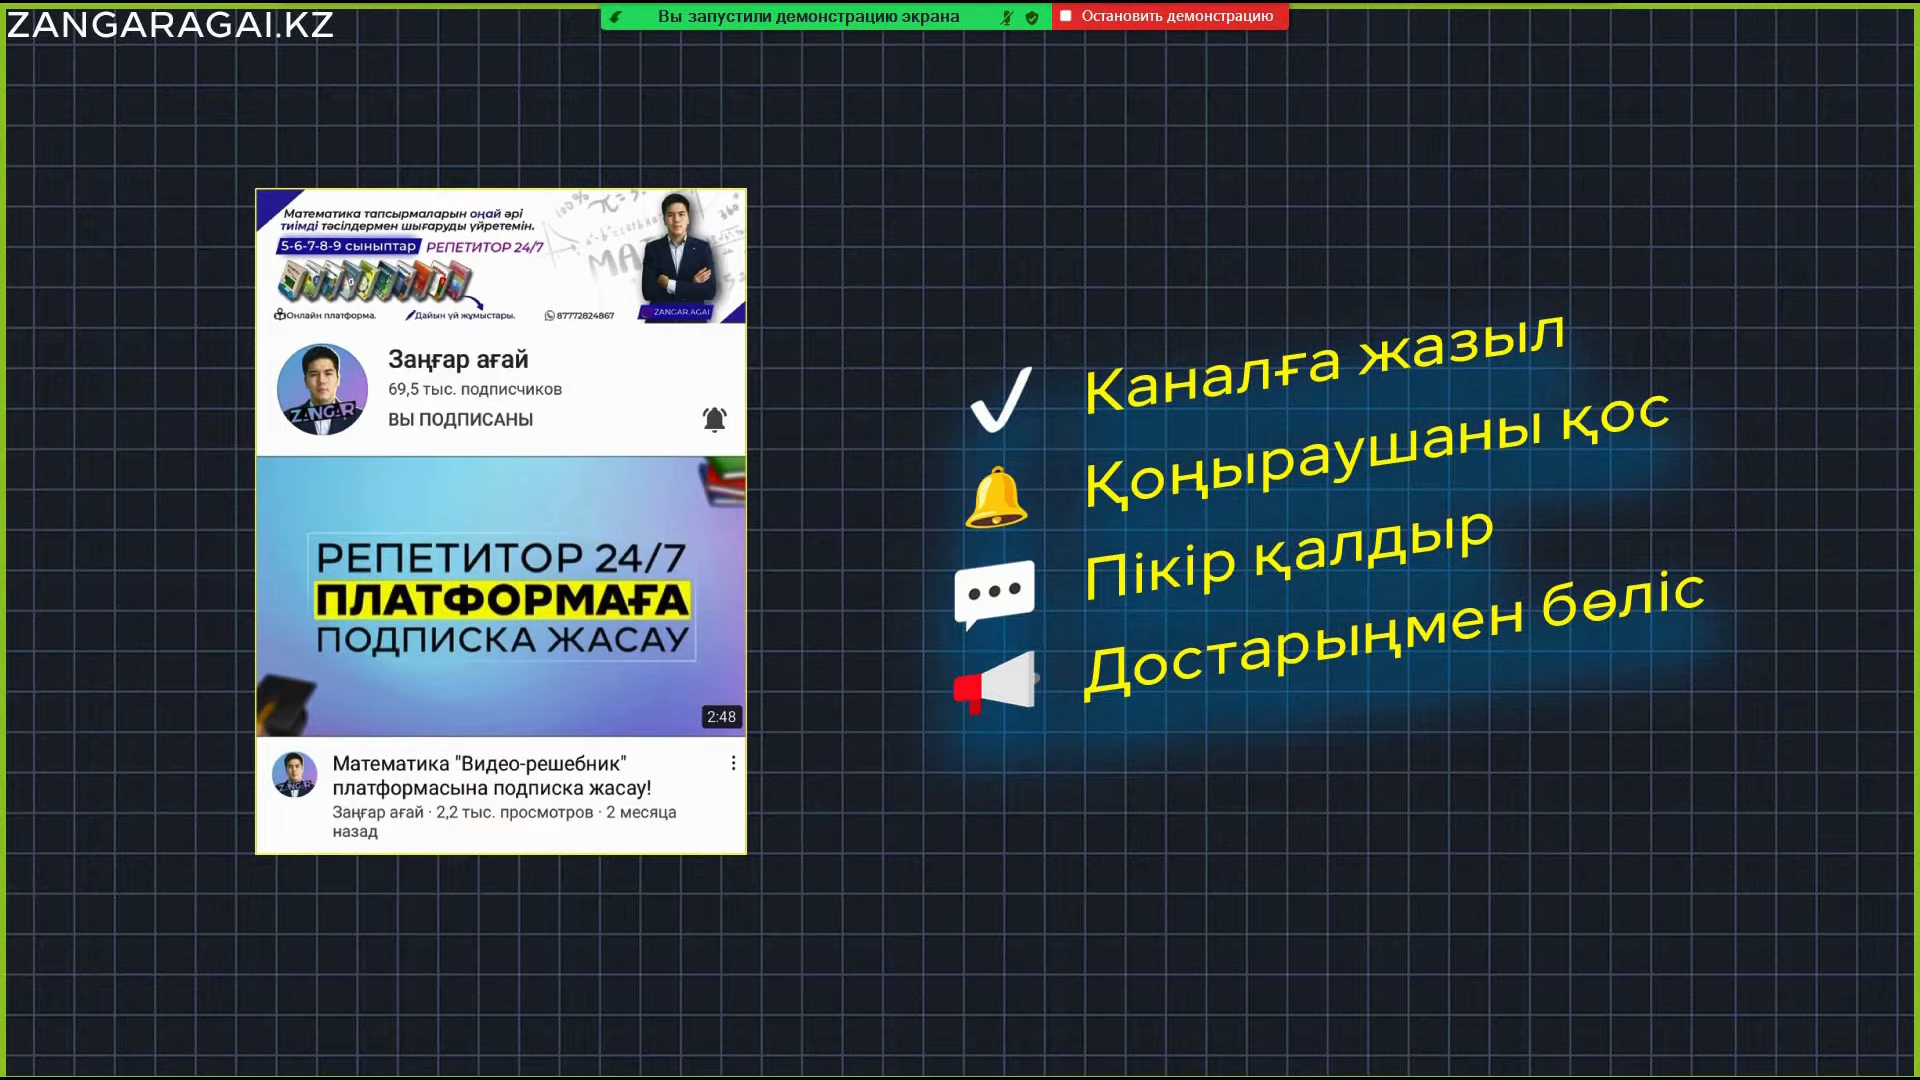 ZANGARAGAI.KZ
Вы запустили демонстрацию экрана
Остановить демонстрацию
Математика тапсырмаларын оңай әрі
тиімді тәсілдермен шығаруды үйретемін.
5-6-7-8-9 сыныптар РЕПЕТИТОР 24/7
Онлайн платформа.
Дайын үй жұмыстары.
87772824867
ZANGAR.AGAI
Заңғар ағай
69,5 тыс. подписчиков
ВЫ ПОДПИСАНЫ
ZANGAR
РЕПЕТИТОР 24/7
ПЛАТФОРМАҒА
ПОДПИСКА ЖАСАУ
2:48
Математика "Видео-решебник"
платформасына подписка жасау!
Заңғар ағай · 2,2 тыс. просмотров · 2 месяца
назад
Каналға жазыл
Қоңыраушаны қос
Пікір қалдыр
Достарыңмен бөліс